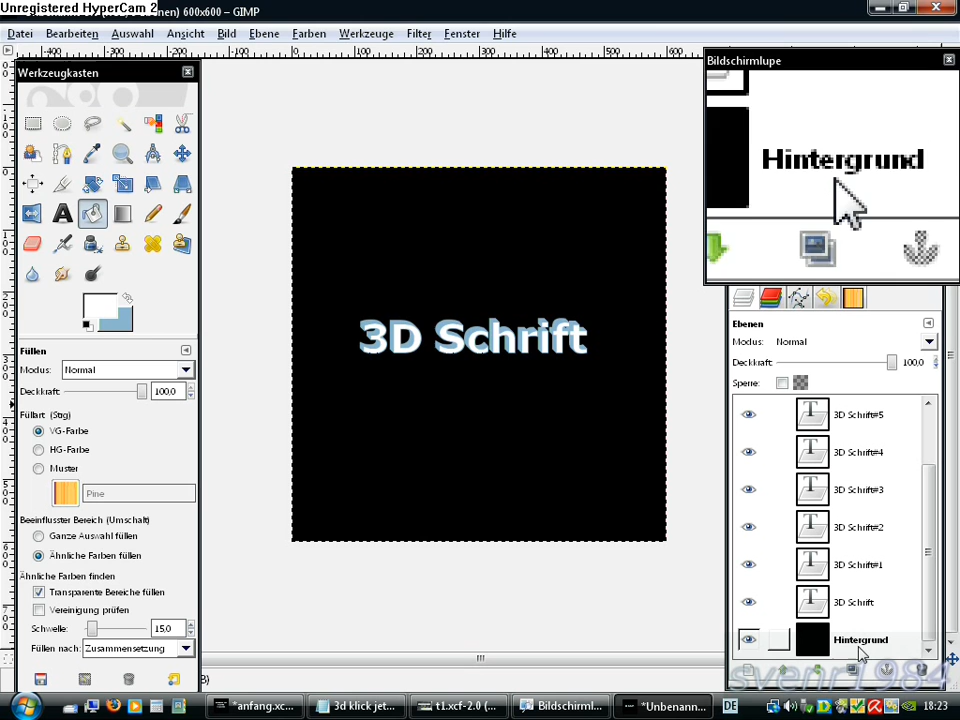 Unregistered HyperCam 2
600x600 – GIMP
Datei Bearbeiten Auswahl Ansicht Bild Ebene Farben Werkzeuge Filter Fenster Hilfe
Werkzeugkasten
Füllen
Modus: Normal
Deckkraft: 100,0
Füllart (Strg)
VG-Farbe
HG-Farbe
Muster
Pine
Beeinflusster Bereich (Umschalt)
Ganze Auswahl füllen
Ähnliche Farben füllen
Ähnliche Farben finden
Transparente Bereiche füllen
Vereinigung prüfen
Schwelle: 15,0
Füllen nach: Zusammensetzung
3D Schrift
Bildschirmlupe
Hintergrund
Ebenen
Modus: Normal
Deckkraft: 100,0
Sperre:
3D Schrift#5
3D Schrift#4
3D Schrift#3
3D Schrift#2
3D Schrift#1
3D Schrift
Hintergrund
svenr1984
*anfang.xc...
3d klick jet...
t1.xcf-2.0 (...
Bildschirml...
*Unbenann...
DE
18:23